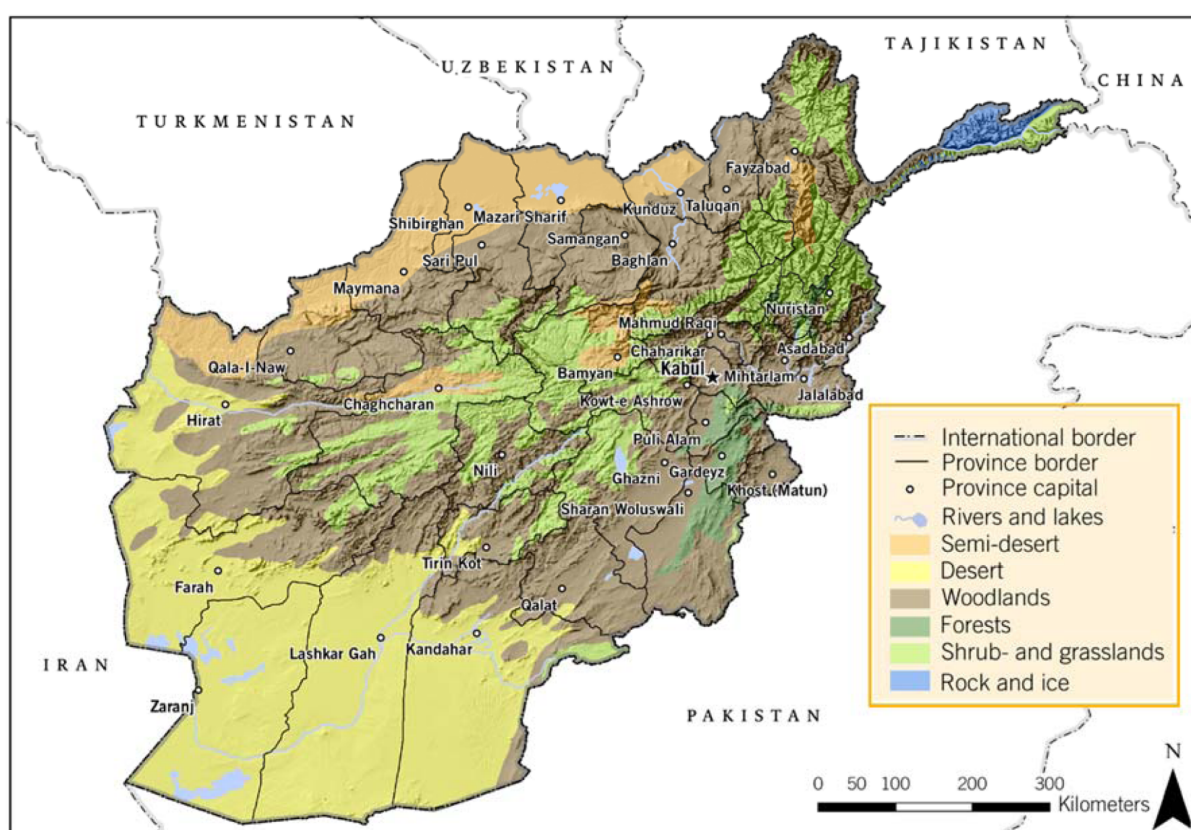 TAJIKISTAN
UZBEKISTAN
CHINA
TURKMENISTAN
Fayzabad
Kunduz
Taluqan
Shibirghan
Mazari Sharif
Samangan
Sari Pul
Baghlan
Maymana
Nuristan
Mahmud Raqi
Asadabad
Chaharikar
Qala-I-Naw
Bamyan
Kabul
Mihtarlam
Jalalabad
Chaghcharan
Kowt-e Ashrow
Hirat
Puli Alam
Nili
Ghazni
Gardeyz
Khost (Matun)
Sharan Woluswali
Tirin Kot
Farah
Qalat
Lashkar Gah
Kandahar
IRAN
Zaranj
PAKISTAN
International border
Province border
Province capital
Rivers and lakes
Semi-desert
Desert
Woodlands
Forests
Shrub- and grasslands
Rock and ice
N
0 50 100 200 300
Kilometers